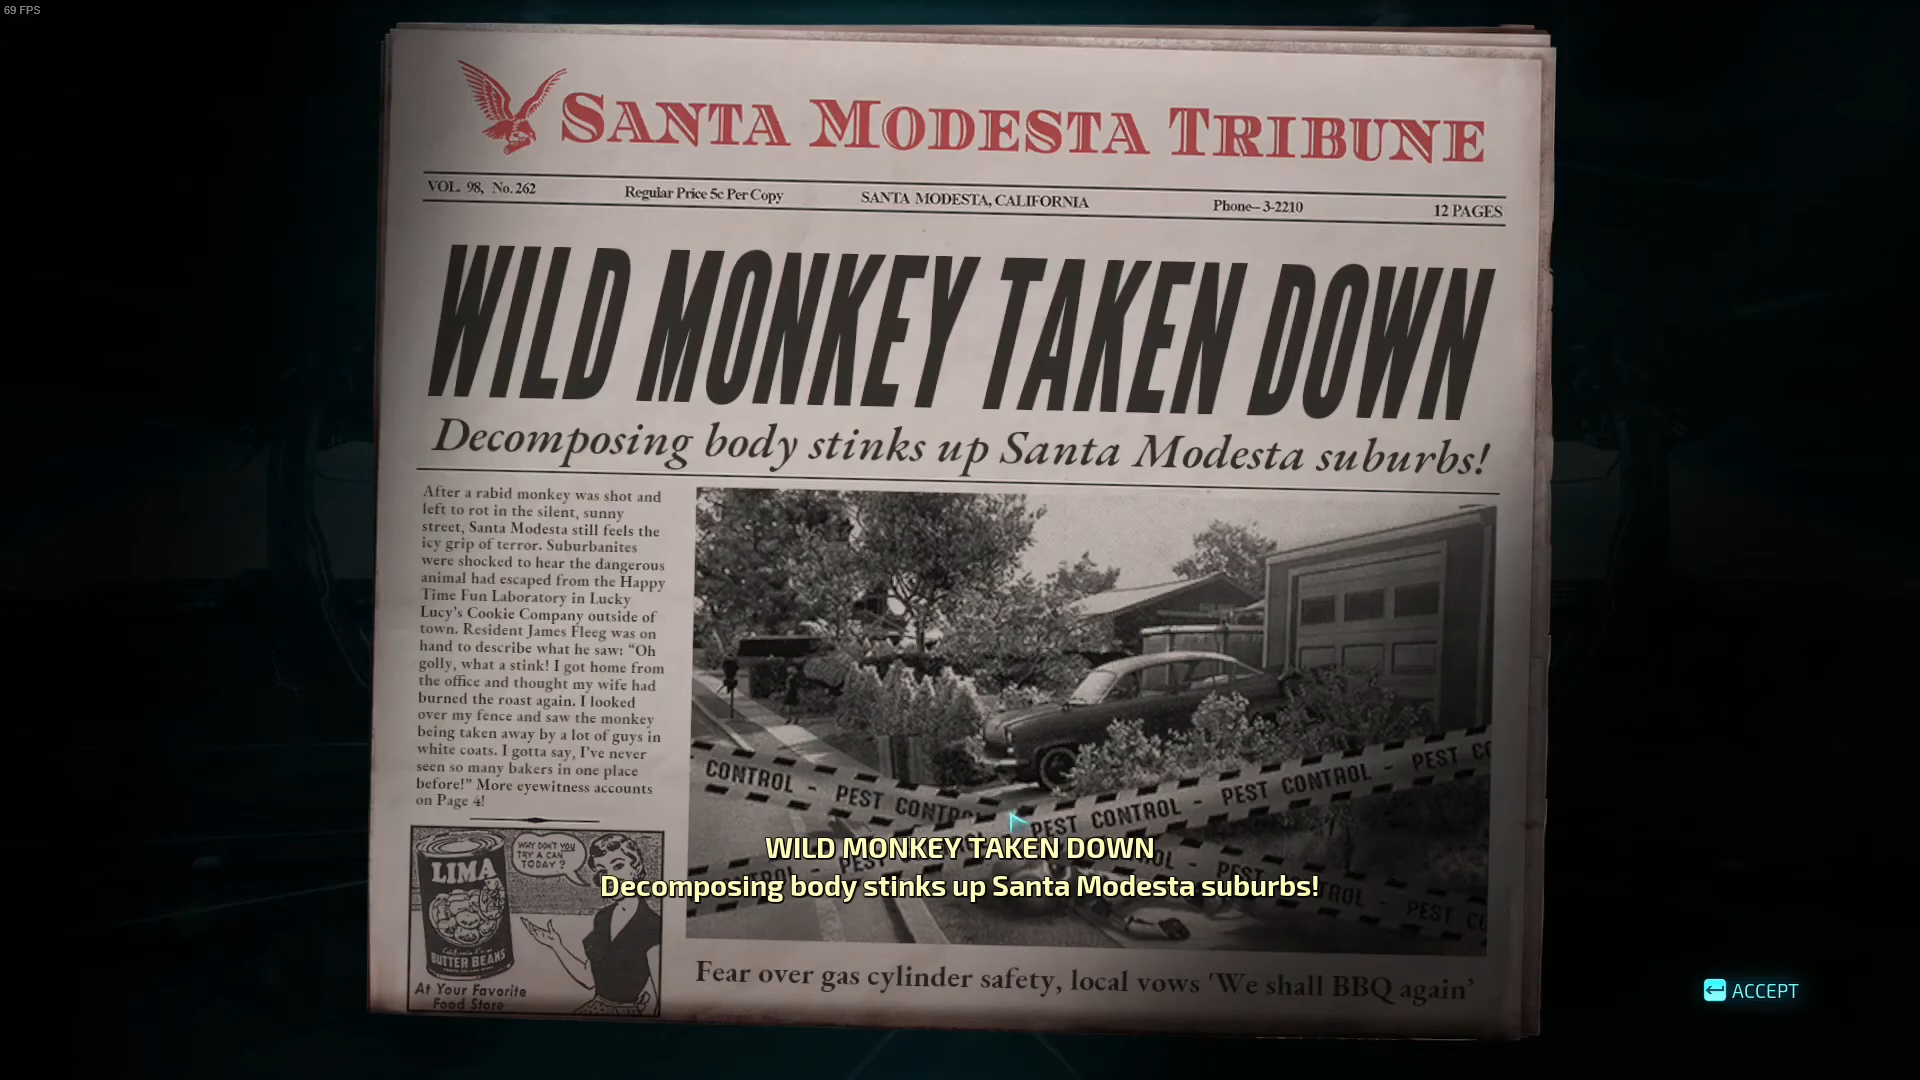 69 FPS
SANTA MODESTA TRIBUNE
VOL. 98, No. 262 Regular Price 5c Per Copy SANTA MODESTA, CALIFORNIA Phone– 3-2210 12 PAGES
WILD MONKEY TAKEN DOWN
Decomposing body stinks up Santa Modesta suburbs!
After a rabid monkey was shot and
left to rot in the silent, sunny
street, Santa Modesta still feels the
icy grip of terror. Suburbanites
were shocked to hear the dangerous
animal had escaped from the Happy
Time Fun Laboratory in Lucky
Lucy's Cookie Company outside of
town. Resident James Fleeg was on
hand to describe what he saw: “Oh
golly, what a stink! I got home from
the office and thought my wife had
burned the roast again. I looked
over my fence and saw the monkey
being taken away by a lot of guys in
white coats. I gotta say, I've never
seen so many bakers in one place
before!” More eyewitness accounts
on Page 4!
LIMA
BUTTER BEANS
WHY DON'T YOU
TRY A CAN
TODAY?
At Your Favorite
Food Store
CONTROL - PEST CONTROL
PEST CONTROL - PEST CONTROL - PEST CO
WILD MONKEY TAKEN DOWN
Decomposing body stinks up Santa Modesta suburbs!
PEST CO
Fear over gas cylinder safety, local vows 'We shall BBQ again'
ACCEPT